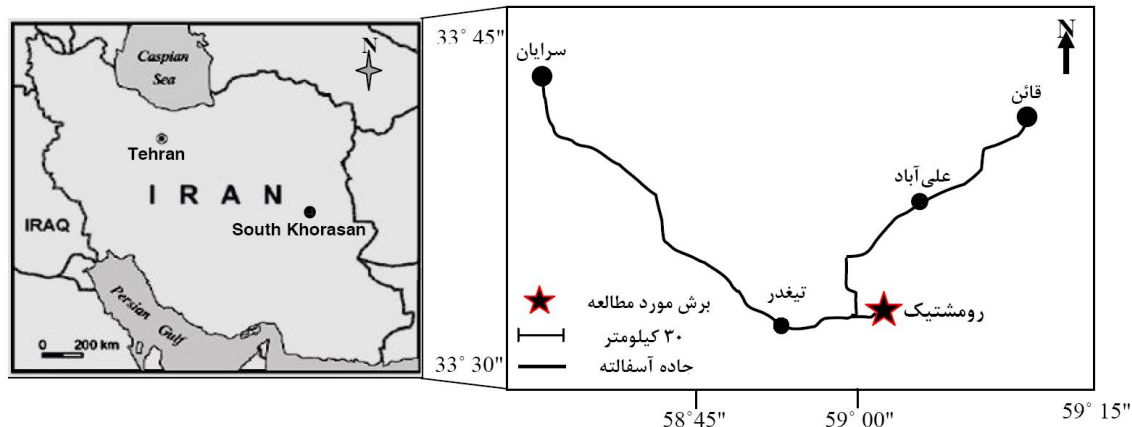 Caspian
Sea
N
Tehran
I R A N
IRAQ
South Khorasan
Persian
Gulf
0 200 km
33˚ 45"
33˚ 30"
N
سرایان
قائن
علی‌آباد
تیغدر
رومشتیک
برش مورد مطالعه
۳۰ کیلومتر
جاده آسفالته
58˚45"
59˚00"
59˚ 15"